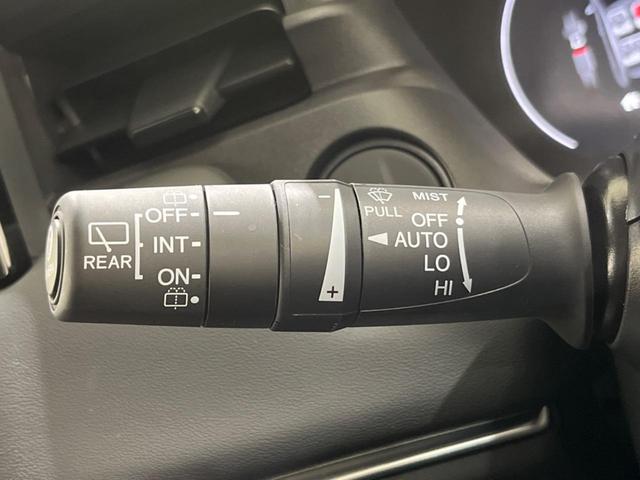 OFF
INT
ON
REAR
−
+
PULL
MIST
OFF
AUTO
LO
HI